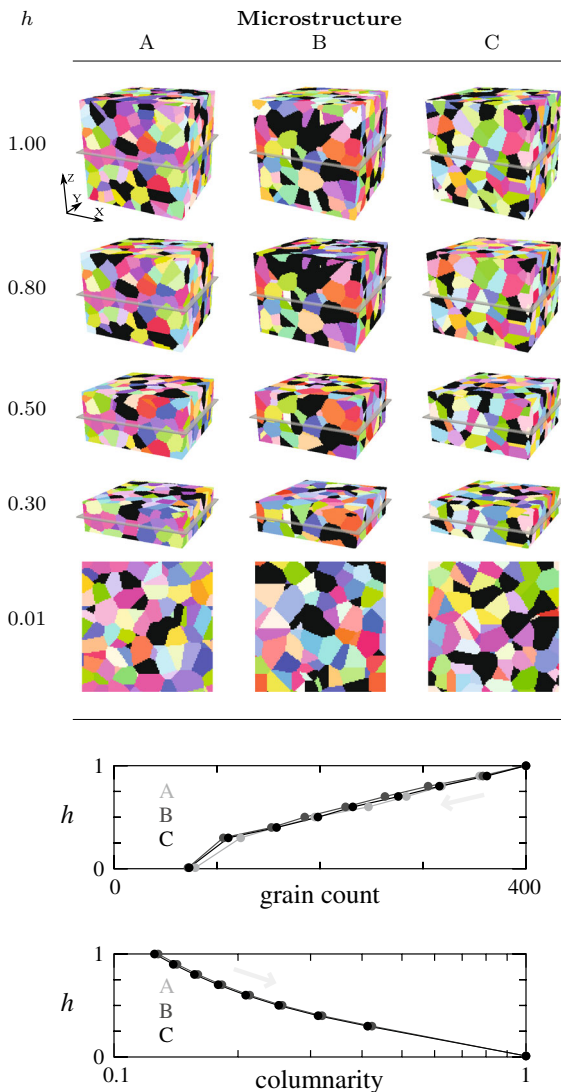 h Microstructure
A B C
1.00
Z
Y
X
0.80
0.50
0.30
0.01
1
A
B
h
C
0
0 400
grain count
1
A
B
h
C
0
0.1 1
columnarity